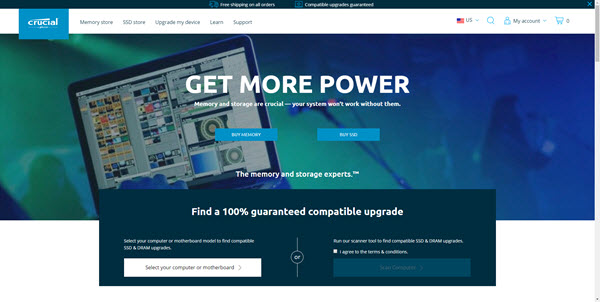 Free shipping on all orders
Compatible upgrades guaranteed
crucial
Memory store
SSD store
Upgrade my device
Learn
Support
US
My account
0
GET MORE POWER
Memory and storage are crucial — your system won't work without them.
BUY MEMORY
BUY SSD
The memory and storage experts.™
Find a 100% guaranteed compatible upgrade
Select your computer or motherboard model to find compatible
SSD & DRAM upgrades.
Select your computer or motherboard
or
Run our scanner tool to find compatible SSD & DRAM upgrades.
I agree to the terms & conditions.
Scan Computer